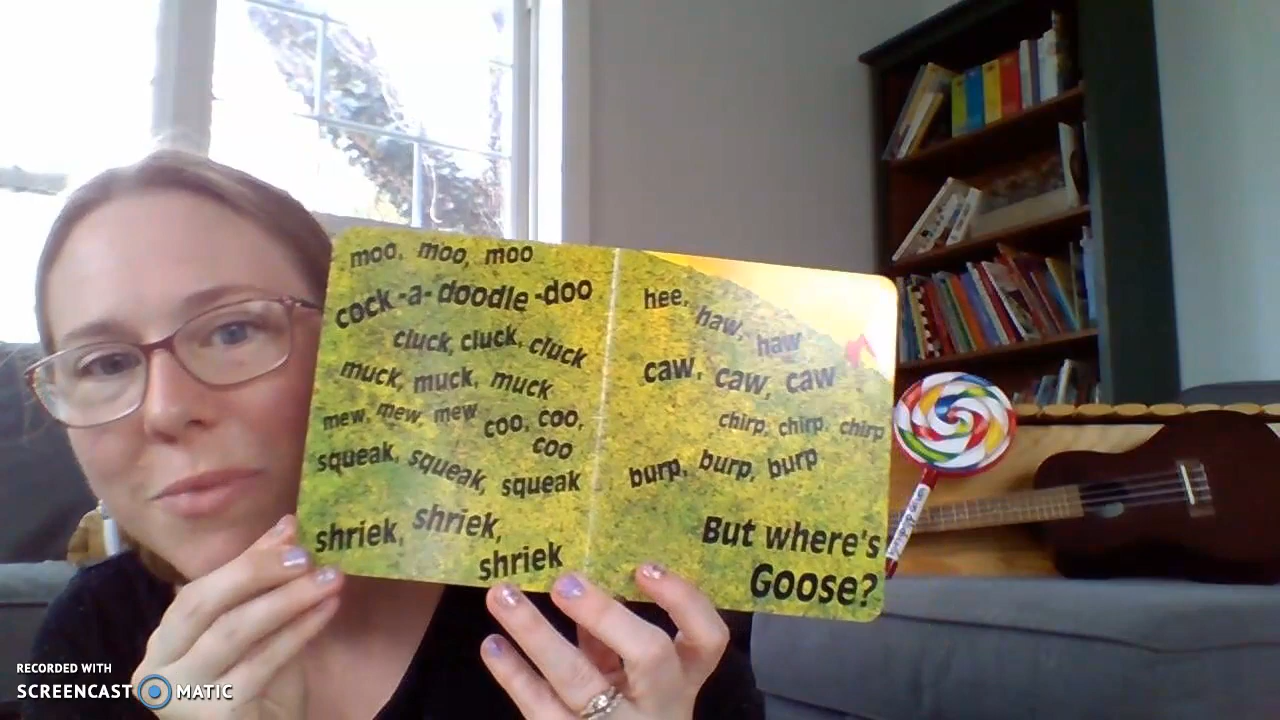 moo, moo, moo
cock-a-doodle-doo
cluck, cluck, cluck
muck, muck, muck
mew, mew, mew coo, coo,
coo
squeak, squeak, squeak
shriek, shriek,
shriek
hee, haw, haw
caw, caw, caw
chirp, chirp, chirp
burp, burp, burp
But where's
Goose?
RECORDED WITH
SCREENCAST MATIC